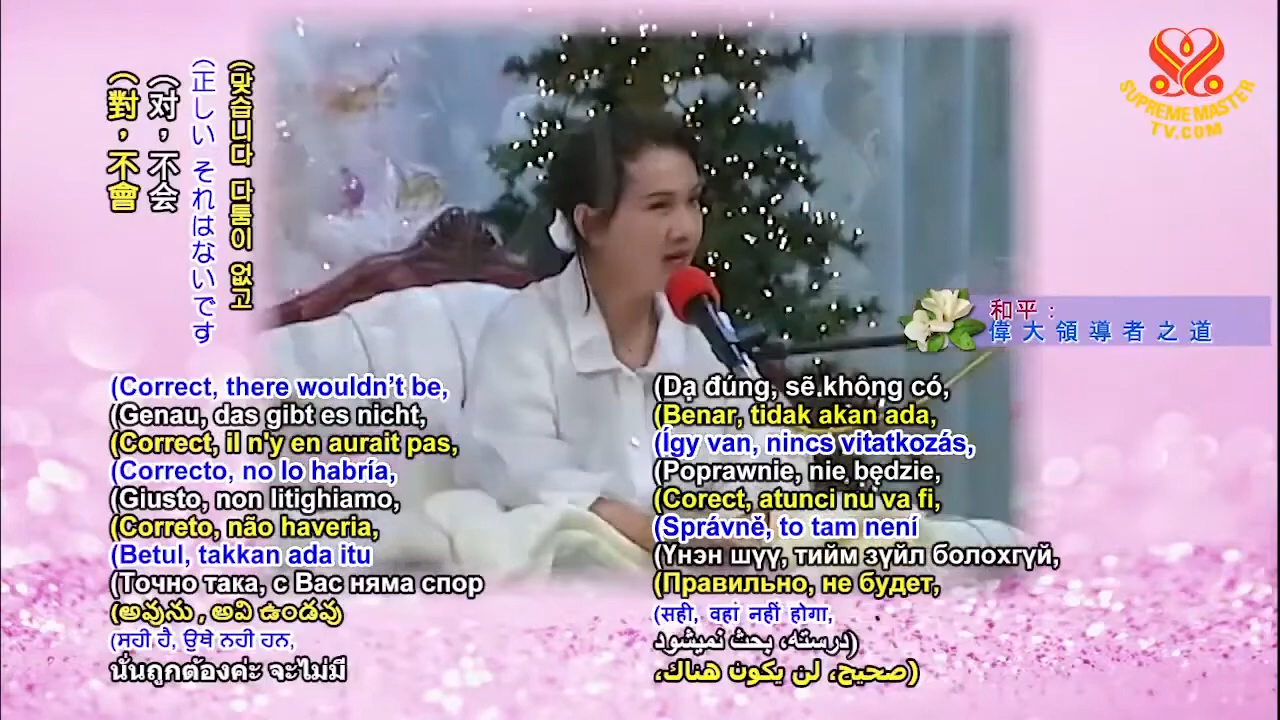 (맞습니다 다툼이 없고
(正しい それはないです
(对，不会
(對，不會
SUPREME MASTER
TV.COM
和平：
偉大領導者之道
(Correct, there wouldn't be,
(Genau, das gibt es nicht,
(Correct, il n'y en aurait pas,
(Correcto, no lo habría,
(Giusto, non litighiamo,
(Correto, não haveria,
(Betul, takkan ada itu
(Точно така, с Вас няма спор
(అవును, అవి ఉండవు
(ਸਹੀ ਹੈ, ਉਥੇ ਨਹੀ ਹਨ,
นั่นถูกต้องค่ะ จะไม่มี
(Dạ đúng, sẽ không có,
(Benar, tidak akan ada,
(Így van, nincs vitatkozás,
(Poprawnie, nie będzie,
(Corect, atunci nu va fi,
(Správně, to tam není
(Үнэн шүү, тийм зүйл болохгүй,
(Правильно, не будет,
(सही, वहां नहीं होगा,
(درسته، بحث نمیشود
(صحيح، لن يكون هناك،